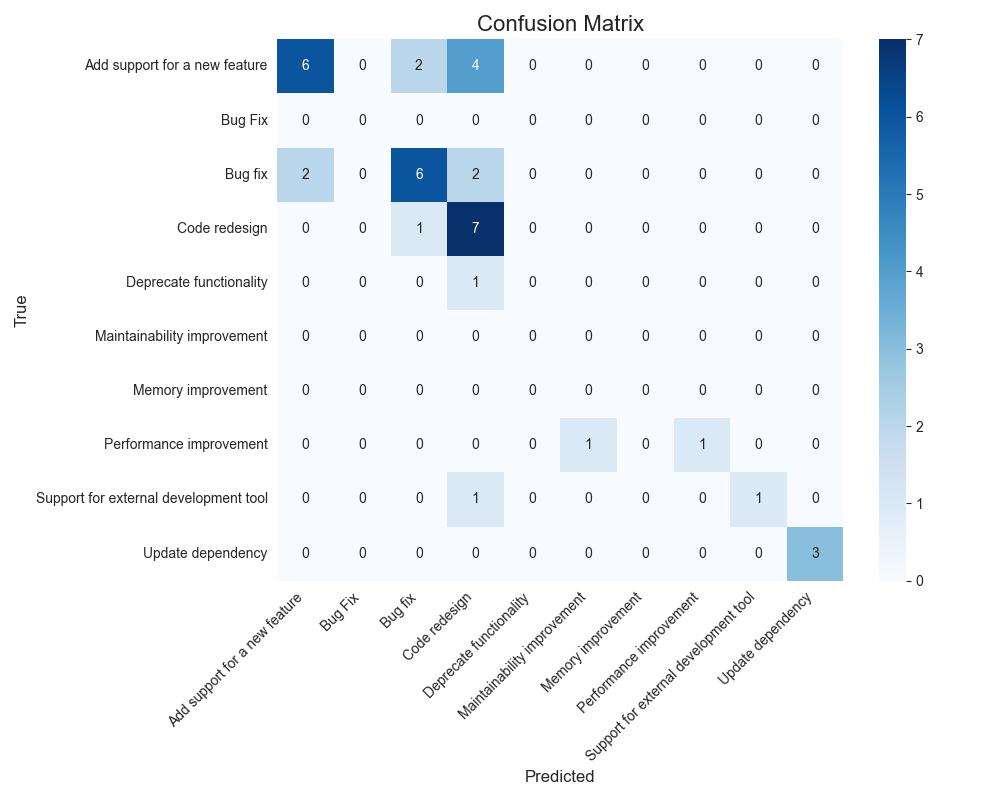 Confusion Matrix
True
Add support for a new feature 6 0 2 4 0 0 0 0 0 0
Bug Fix 0 0 0 0 0 0 0 0 0 0
Bug fix 2 0 6 2 0 0 0 0 0 0
Code redesign 0 0 1 7 0 0 0 0 0 0
Deprecate functionality 0 0 0 1 0 0 0 0 0 0
Maintainability improvement 0 0 0 0 0 0 0 0 0 0
Memory improvement 0 0 0 0 0 0 0 0 0 0
Performance improvement 0 0 0 0 0 1 0 1 0 0
Support for external development tool 0 0 0 1 0 0 0 0 1 0
Update dependency 0 0 0 0 0 0 0 0 0 3
Add support for a new feature
Bug Fix
Bug fix
Code redesign
Deprecate functionality
Maintainability improvement
Memory improvement
Performance improvement
Support for external development tool
Update dependency
Predicted
7
6
5
4
3
2
1
0